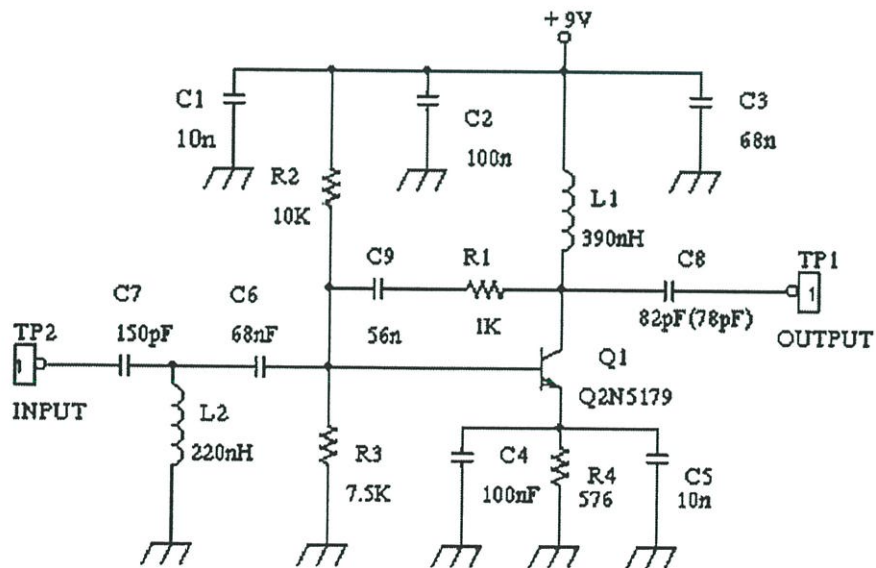 +9V
C1
10n
C2
100n
C3
68n
R2
10K
L1
390nH
C9
56n
R1
1K
C8
82pF(78pF)
TP1
1
OUTPUT
C7
150pF
C6
68nF
TP2
1
INPUT
L2
220nH
Q1
Q2N5179
R3
7.5K
C4
100nF
R4
576
C5
10n